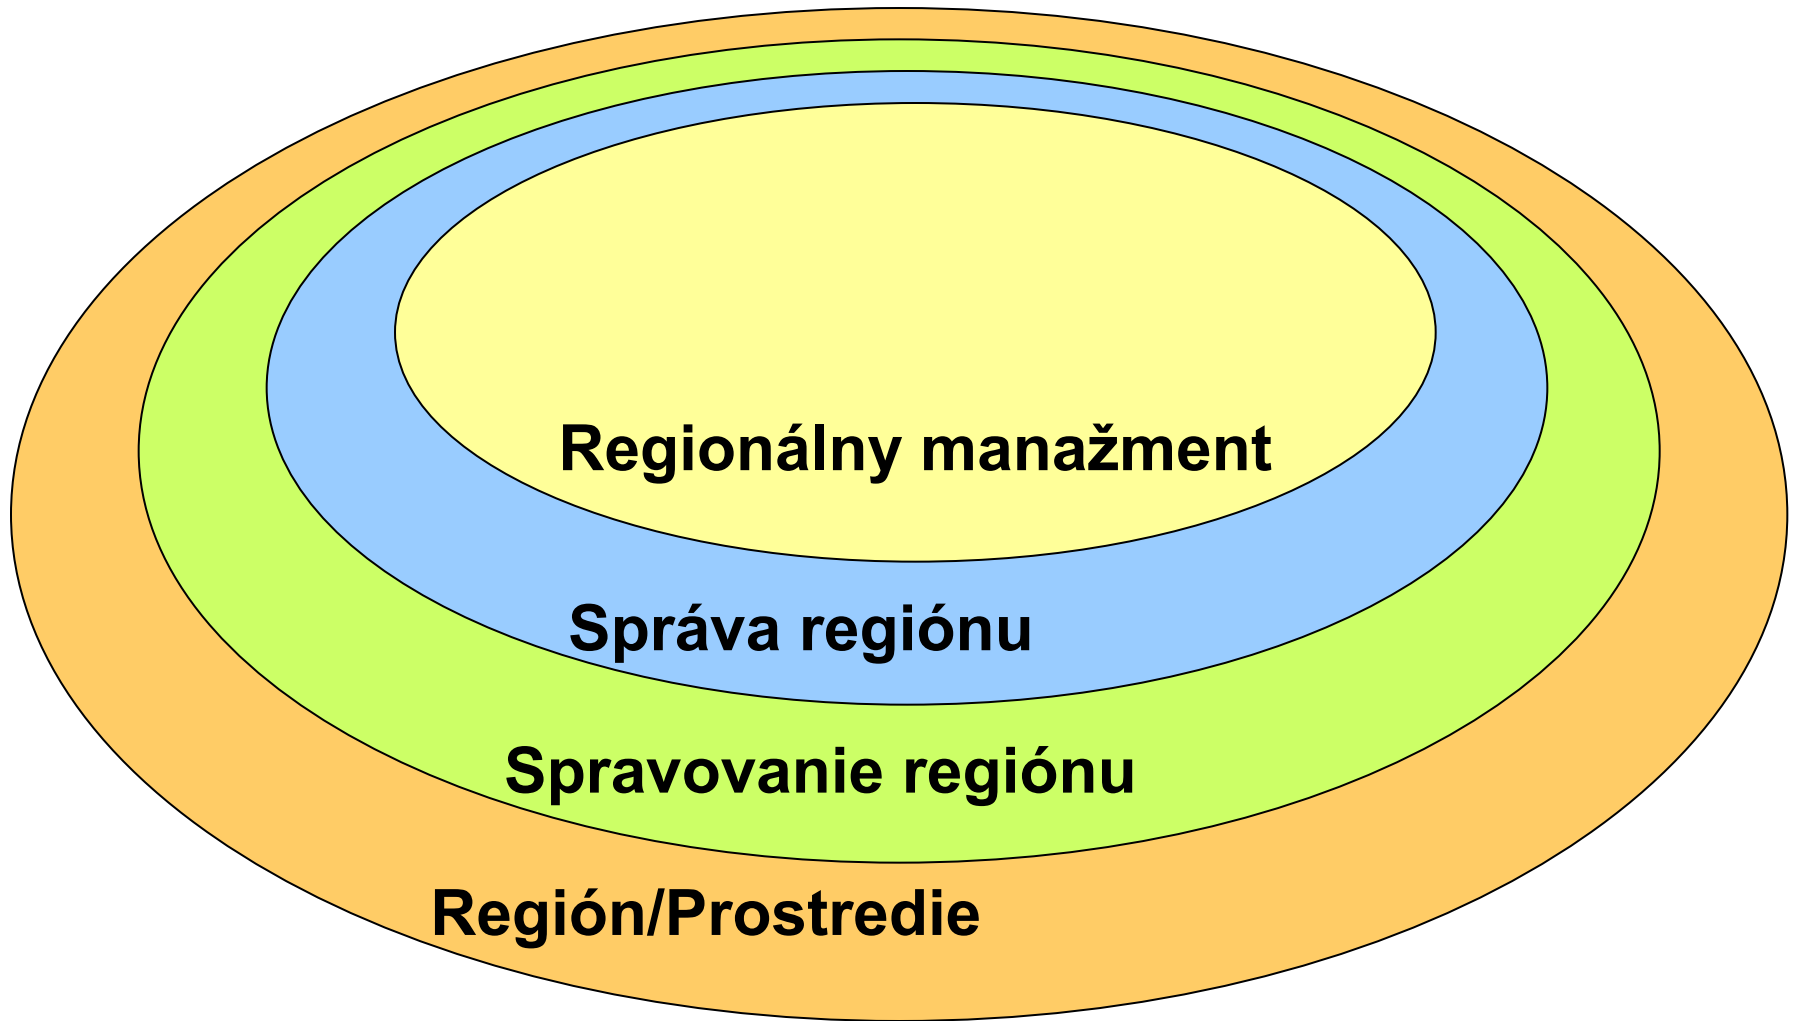 Regionálny manažment
Správa regiónu
Spravovanie regiónu
Región/Prostredie